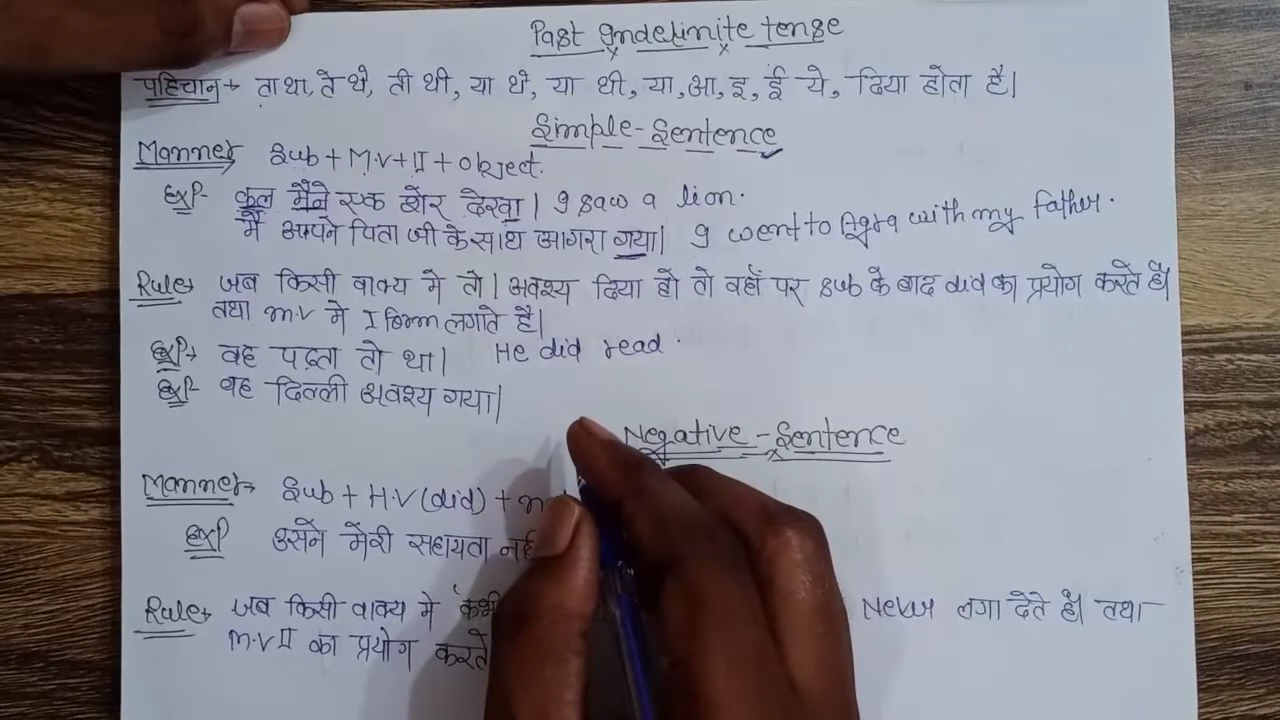 Past Indefinite tense
पहिचान → ता था, ते थे, ती थी, या थे, या थी, या, आ, इ, ई ये, दिया होता है।
Simple-Sentence
Manner Sub + M.V + II + object.
Exp- कल मैंने एक शेर देखा। I saw a lion.
मैं अपने पिता जी के साथ आगरा गया। I went to Agra with my father.
Rule→ जब किसी वाक्य मे तो। अवश्य दिया हो तो वहाँ पर Sub के बाद did का प्रयोग करते है।
तथा m.v मे I form लगाते है।
Exp→ वह पढ़ता तो था। He did read.
Exp- वह दिल्ली अवश्य गया।
Negative-Sentence
Manner→ Sub + H.V (did) +
Exp उसने मेरी सहायता
Rule→ जब किसी वाक्य मे Never लगा देते है। तथा
m.v II का प्रयोग करते